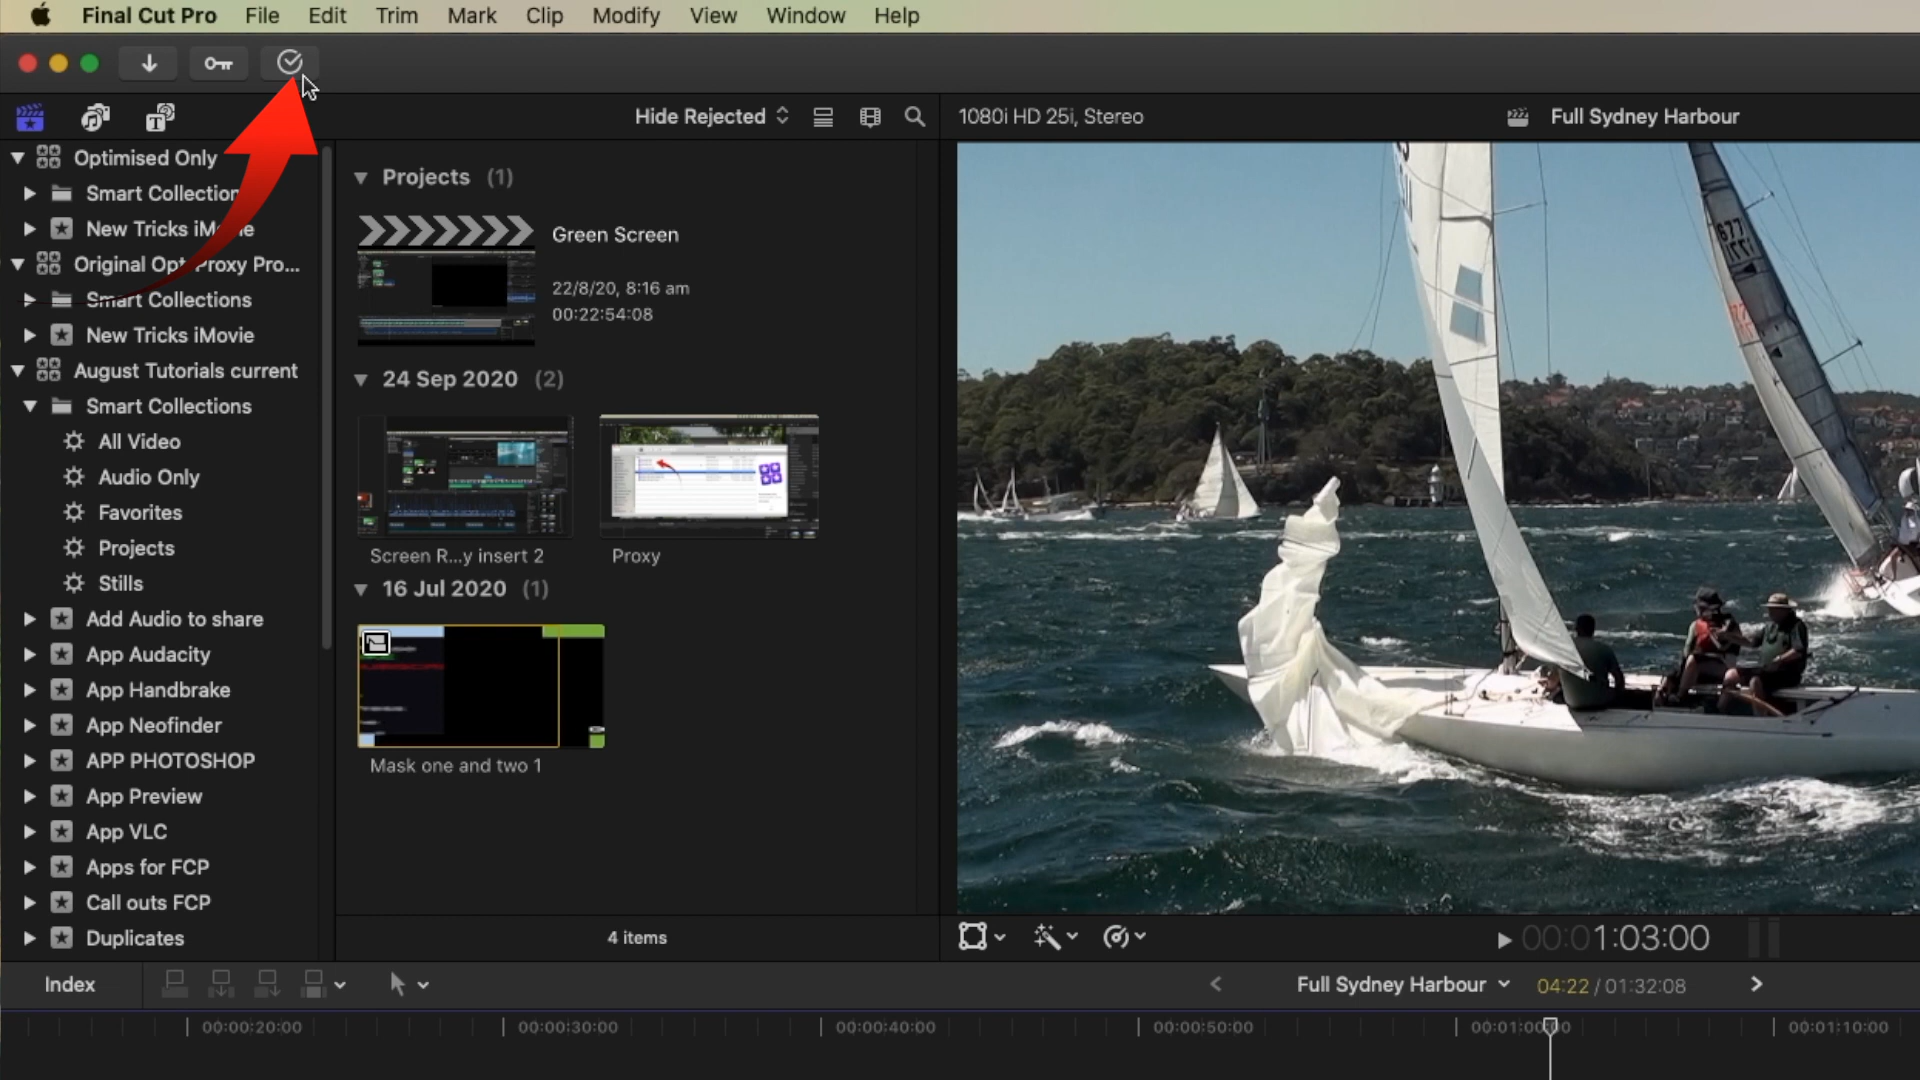 Final Cut Pro File Edit Trim Mark Clip Modify View Window Help
Hide Rejected
1080i HD 25i, Stereo
Full Sydney Harbour
Optimised Only
Smart Collection
New Tricks iMovie
Original Opt Proxy Pro...
Smart Collections
New Tricks iMovie
August Tutorials current
Smart Collections
All Video
Audio Only
Favorites
Projects
Stills
Add Audio to share
App Audacity
App Handbrake
App Neofinder
APP PHOTOSHOP
App Preview
App VLC
Apps for FCP
Call outs FCP
Duplicates
Projects (1)
Green Screen
22/8/20, 8:16 am
00:22:54:08
24 Sep 2020 (2)
Screen R...y insert 2
Proxy
16 Jul 2020 (1)
Mask one and two 1
4 items
677
00:01:03:00
Index
Full Sydney Harbour
04:22 / 01:32:08
00:00:20:00
00:00:30:00
00:00:40:00
00:00:50:00
00:01:00:00
00:01:10:00